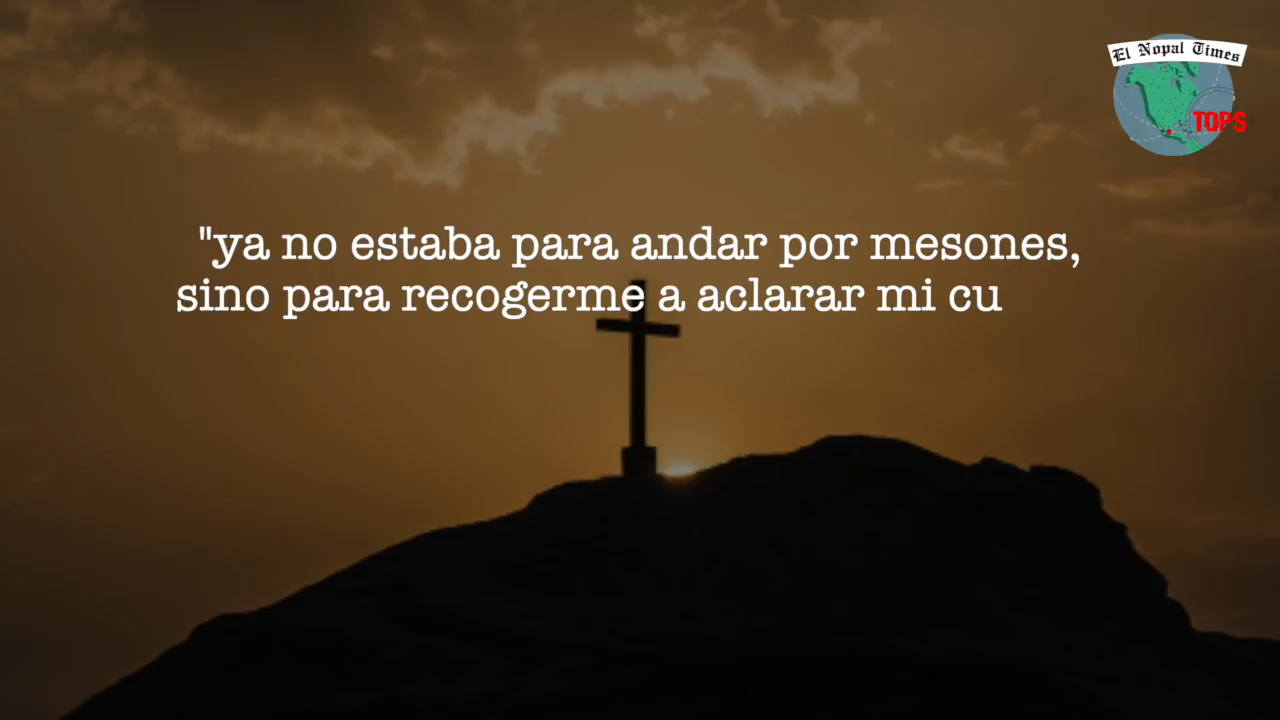 El Nopal Times
TOPS
"ya no estaba para andar por mesones,
sino para recogerme a aclarar mi cu